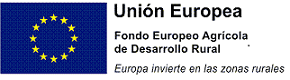 Unión Europea
Fondo Europeo Agrícola
de Desarrollo Rural
Europa invierte en las zonas rurales